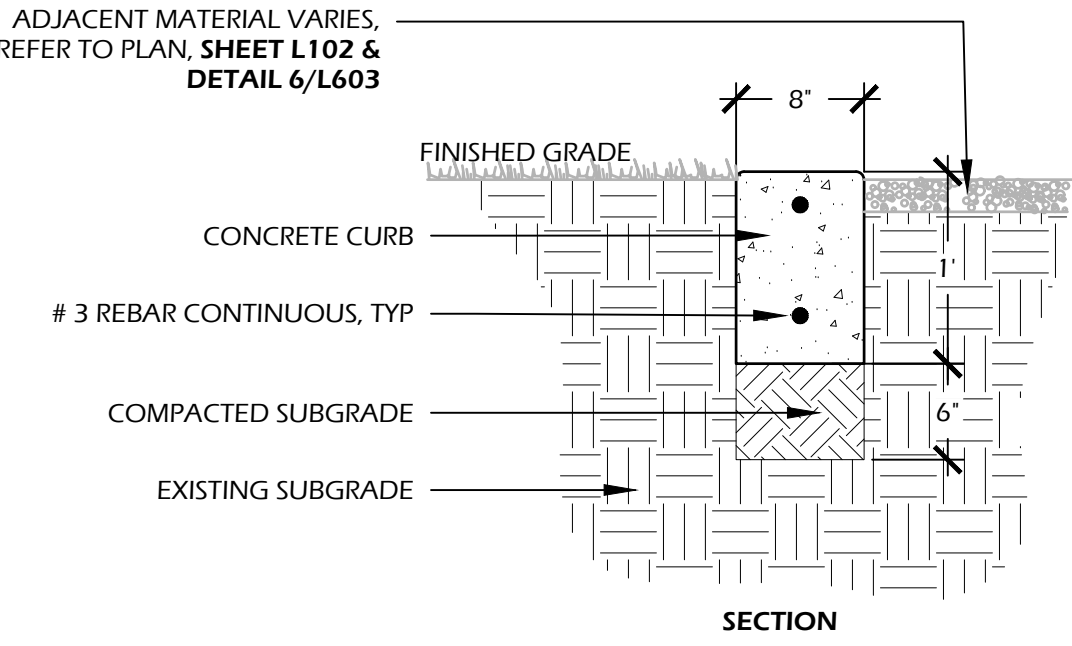 ADJACENT MATERIAL VARIES,
REFER TO PLAN, SHEET L102 &
DETAIL 6/L603
8"
FINISHED GRADE
CONCRETE CURB
1'
# 3 REBAR CONTINUOUS, TYP
COMPACTED SUBGRADE
6"
EXISTING SUBGRADE
SECTION